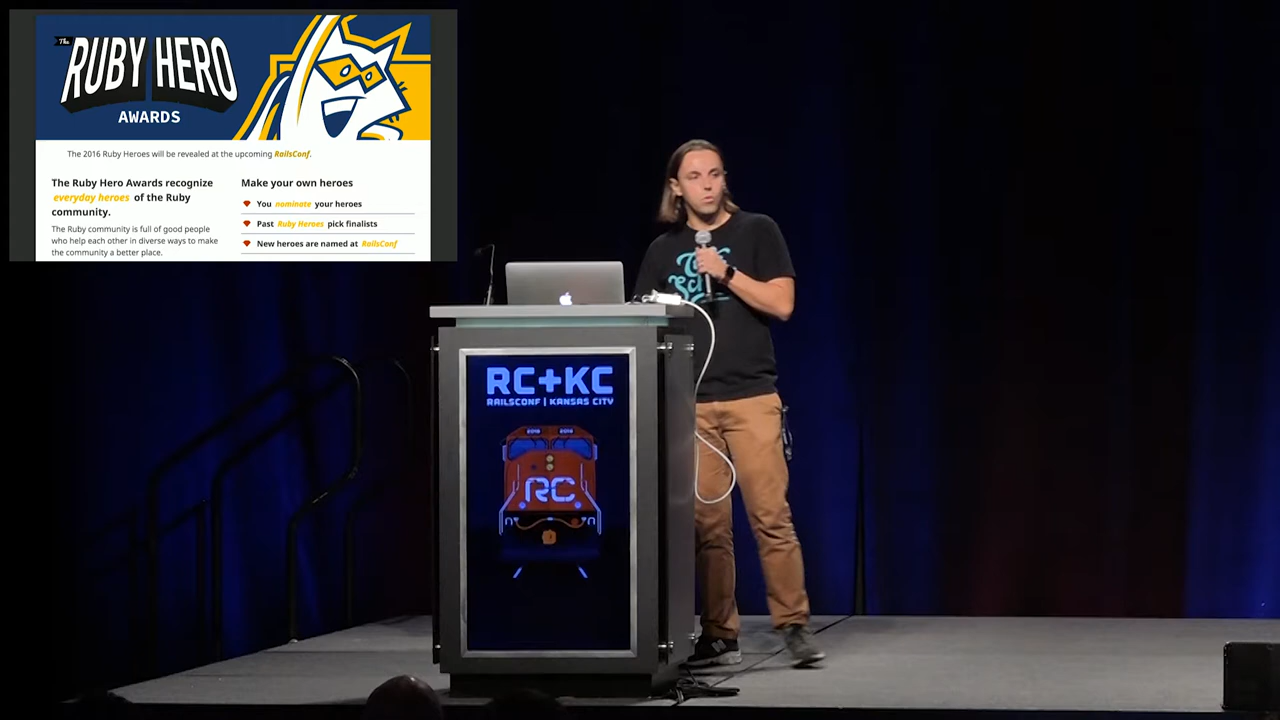 The
RUBY HERO
AWARDS
The 2016 Ruby Heroes will be revealed at the upcoming RailsConf.
The Ruby Hero Awards recognize
everyday heroes of the Ruby
community.
The Ruby community is full of good people
who help each other in diverse ways to make
the community a better place.
Make your own heroes
You nominate your heroes
Past Ruby Heroes pick finalists
New heroes are named at RailsConf
RC+KC
RAILSCONF | KANSAS CITY
RC